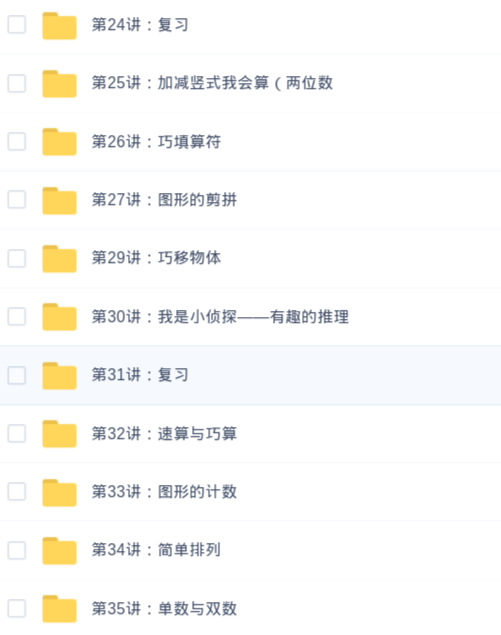 第24讲：复习
第25讲：加减竖式我会算（两位数
第26讲：巧填算符
第27讲：图形的剪拼
第29讲：巧移物体
第30讲：我是小侦探——有趣的推理
第31讲：复习
第32讲：速算与巧算
第33讲：图形的计数
第34讲：简单排列
第35讲：单数与双数